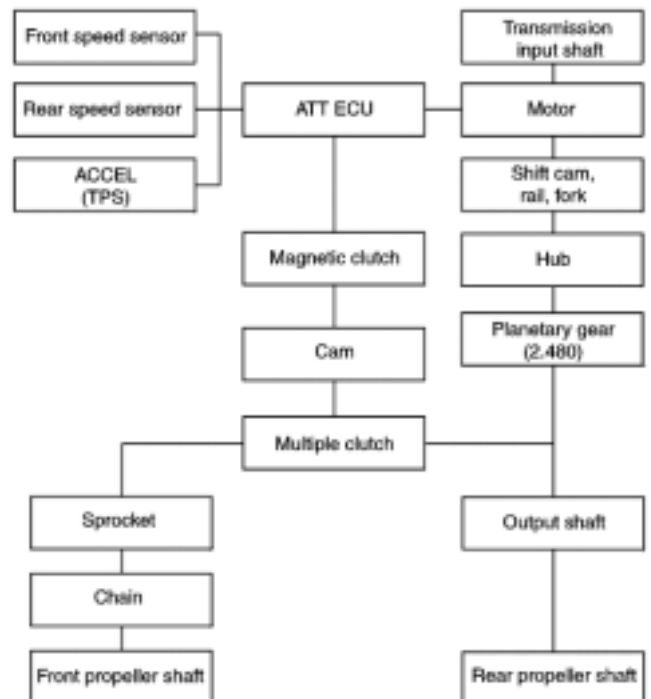 Front speed sensor
Transmission
input shaft
Rear speed sensor
ATT ECU
Motor
ACCEL
(TPS)
Shift cam,
rail, fork
Magnetic clutch
Hub
Planetary gear
(2.480)
Cam
Multiple clutch
Sprocket
Output shaft
Chain
Front propeller shaft
Rear propeller shaft